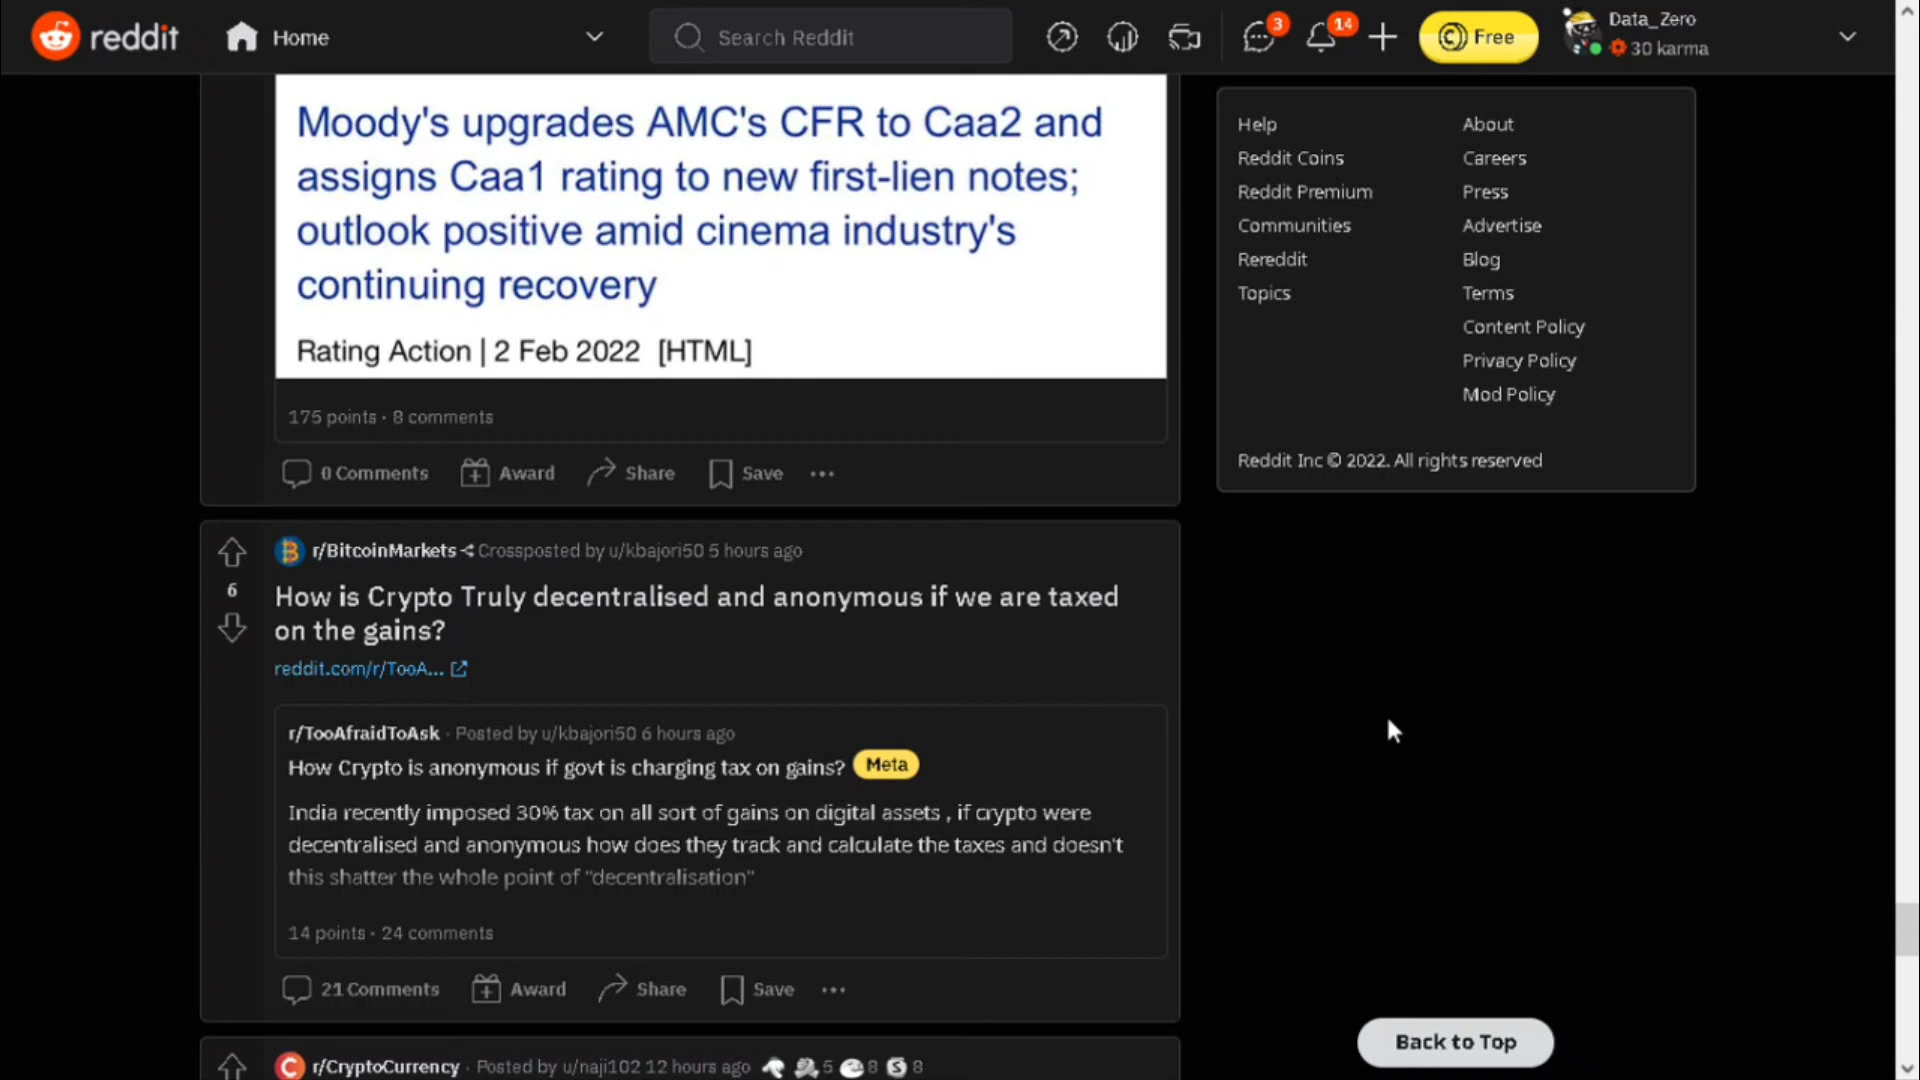 reddit
Home
Search Reddit
3
14
Free
Data_Zero
30 karma
Moody's upgrades AMC's CFR to Caa2 and
assigns Caa1 rating to new first-lien notes;
outlook positive amid cinema industry's
continuing recovery
Rating Action | 2 Feb 2022 [HTML]
175 points · 8 comments
0 Comments
Award
Share
Save
r/BitcoinMarkets Crossposted by u/kbajori50 5 hours ago
6
How is Crypto Truly decentralised and anonymous if we are taxed
on the gains?
reddit.com/r/TooA...
r/TooAfraidToAsk · Posted by u/kbajori50 6 hours ago
How Crypto is anonymous if govt is charging tax on gains? Meta
India recently imposed 30% tax on all sort of gains on digital assets , if crypto were
decentralised and anonymous how does they track and calculate the taxes and doesn't
this shatter the whole point of "decentralisation"
14 points · 24 comments
21 Comments
Award
Share
Save
r/CryptoCurrency · Posted by u/naji102 12 hours ago 5 8 8
Help
Reddit Coins
Reddit Premium
Communities
Rereddit
Topics
About
Careers
Press
Advertise
Blog
Terms
Content Policy
Privacy Policy
Mod Policy
Reddit Inc © 2022. All rights reserved
Back to Top